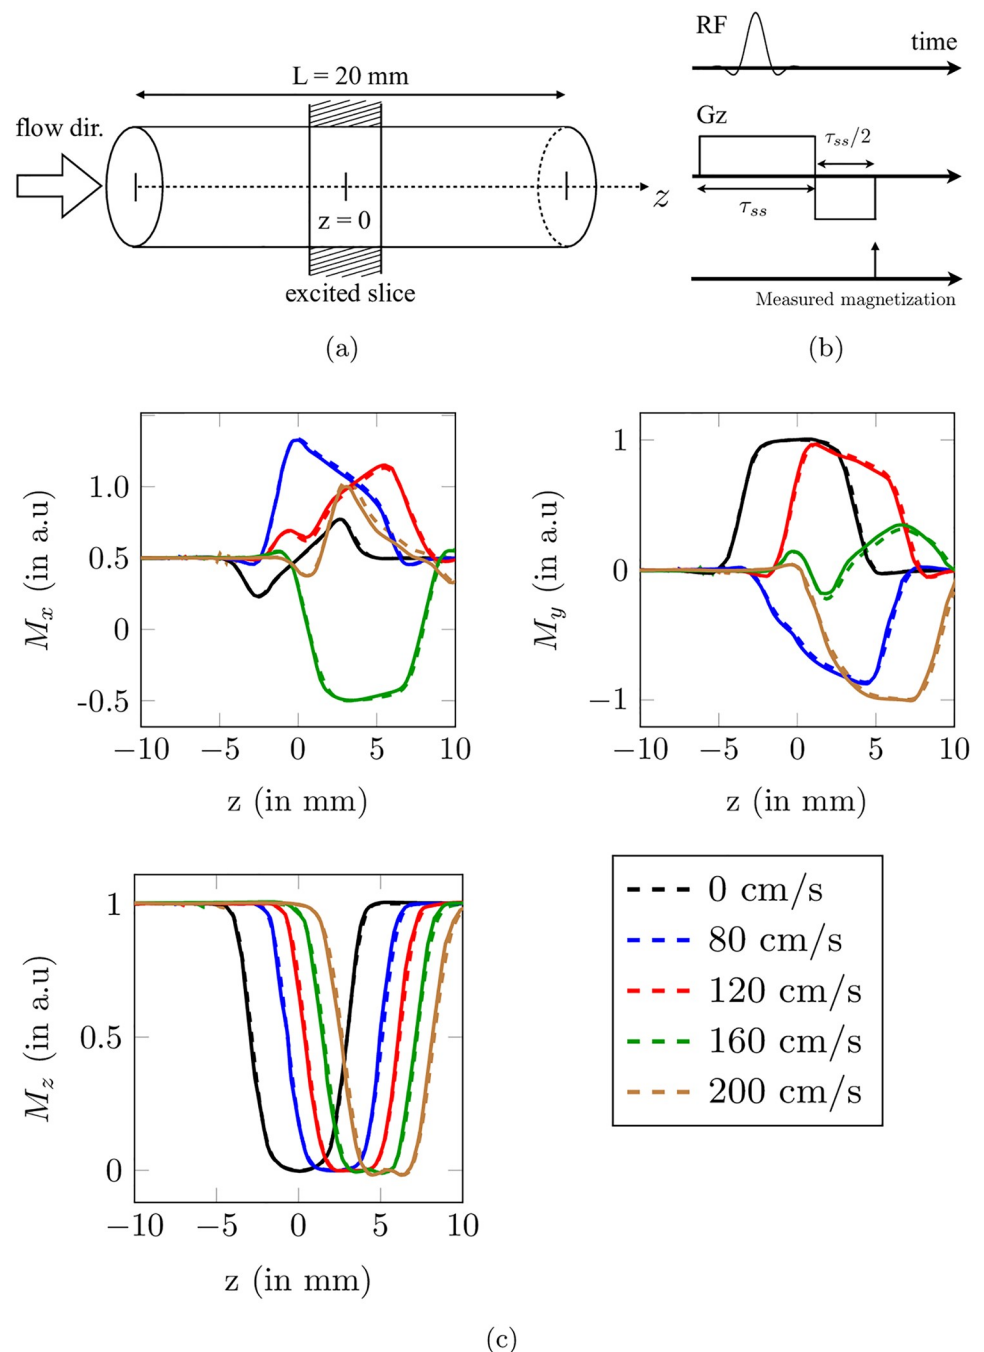 L = 20 mm
flow dir.
z
z = 0
excited slice
(a)
RF
time
Gz
τss/2
τss
Measured magnetization
(b)
Mx (in a.u)
1.0
0.5
0
-0.5
−10 −5 0 5 10
z (in mm)
My (in a.u)
1
0
−1
−10 −5 0 5 10
z (in mm)
Mz (in a.u)
1
0.5
0
−10 −5 0 5 10
z (in mm)
0 cm/s
80 cm/s
120 cm/s
160 cm/s
200 cm/s
(c)